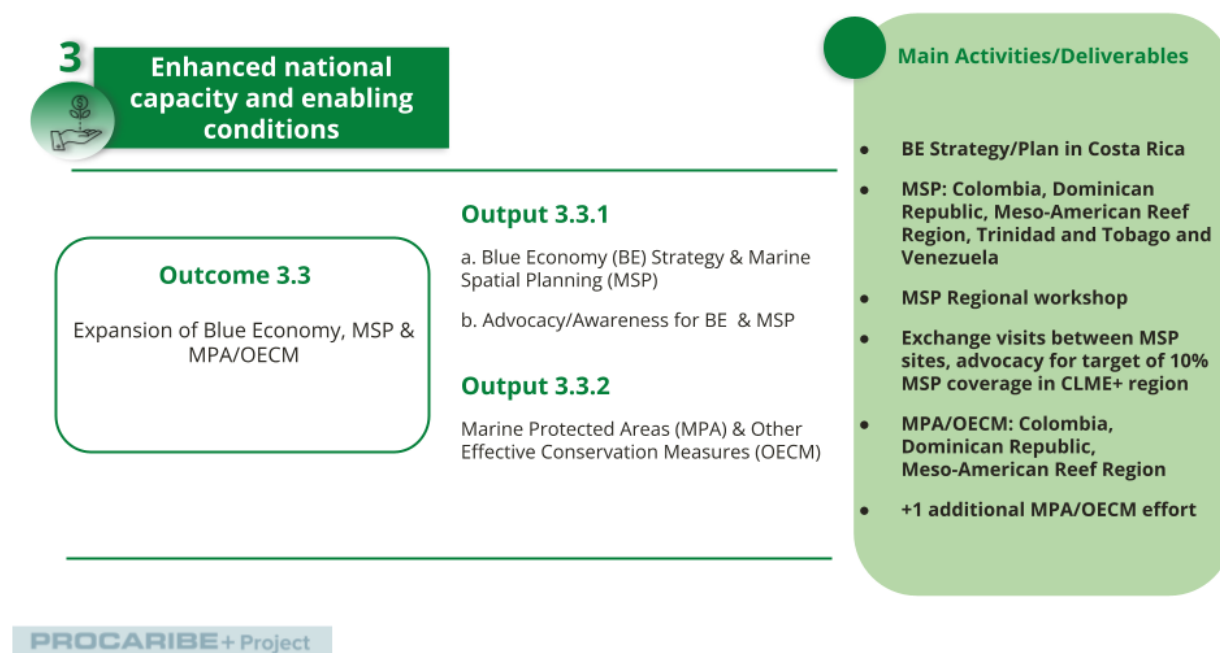 3
Enhanced national
capacity and enabling
conditions
Outcome 3.3
Expansion of Blue Economy, MSP &
MPA/OECM
Output 3.3.1
a. Blue Economy (BE) Strategy & Marine
Spatial Planning (MSP)
b. Advocacy/Awareness for BE & MSP
Output 3.3.2
Marine Protected Areas (MPA) & Other
Effective Conservation Measures (OECM)
Main Activities/Deliverables
● BE Strategy/Plan in Costa Rica
● MSP: Colombia, Dominican
Republic, Meso-American Reef
Region, Trinidad and Tobago and
Venezuela
● MSP Regional workshop
● Exchange visits between MSP
sites, advocacy for target of 10%
MSP coverage in CLME+ region
● MPA/OECM: Colombia,
Dominican Republic,
Meso-American Reef Region
● +1 additional MPA/OECM effort
PROCARIBE+ Project